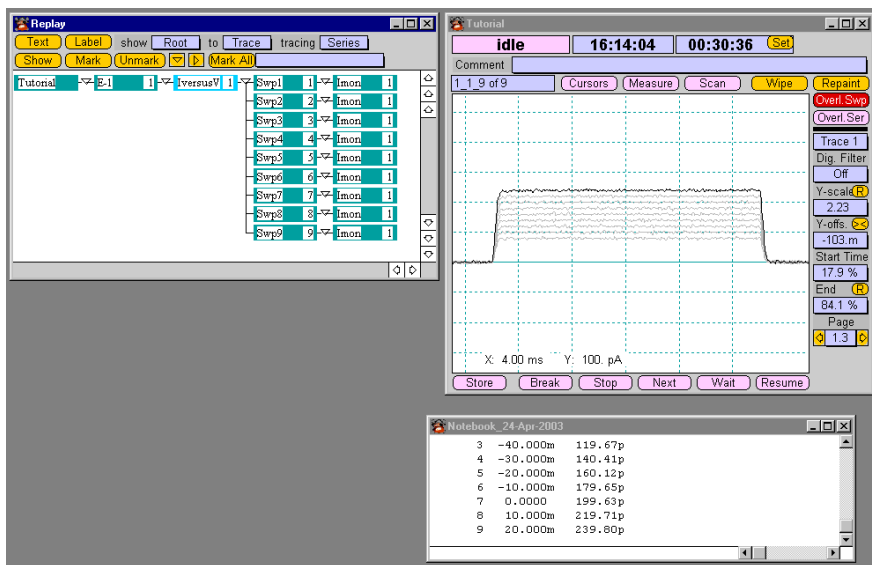 Replay
Text Label show Root to Trace tracing Series
Show Mark Unmark Mark All
Tutorial E-1 1 IversusV 1 Swp1 1 Imon 1
Swp2 2 Imon 1
Swp3 3 Imon 1
Swp4 4 Imon 1
Swp5 5 Imon 1
Swp6 6 Imon 1
Swp7 7 Imon 1
Swp8 8 Imon 1
Swp9 9 Imon 1
Tutorial
idle 16:14:04 00:30:36 Set
Comment
1_1_9 of 9 Cursors Measure Scan Wipe Repaint
Overl.Swp
Overl.Ser
Trace 1
Dig. Filter
Off
Y-scale R
2.23
Y-offs. ><
-103.m
Start Time
17.9 %
End R
84.1 %
Page
1.3
X: 4.00 ms Y: 100. pA
Store Break Stop Next Wait Resume
Notebook_24-Apr-2003
3 -40.000m 119.67p
4 -30.000m 140.41p
5 -20.000m 160.12p
6 -10.000m 179.65p
7 0.0000 199.63p
8 10.000m 219.71p
9 20.000m 239.80p